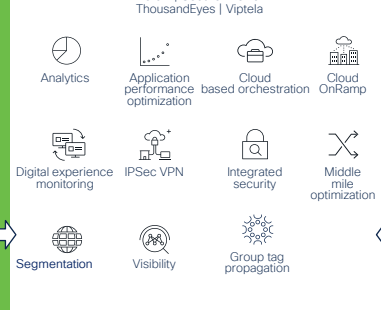 ThousandEyes | Viptela
Analytics
Application
performance
optimization
Cloud
based orchestration
Cloud
OnRamp
Digital experience
monitoring
IPSec VPN
Integrated
security
Middle
mile
optimization
Segmentation
Visibility
Group tag
propagation